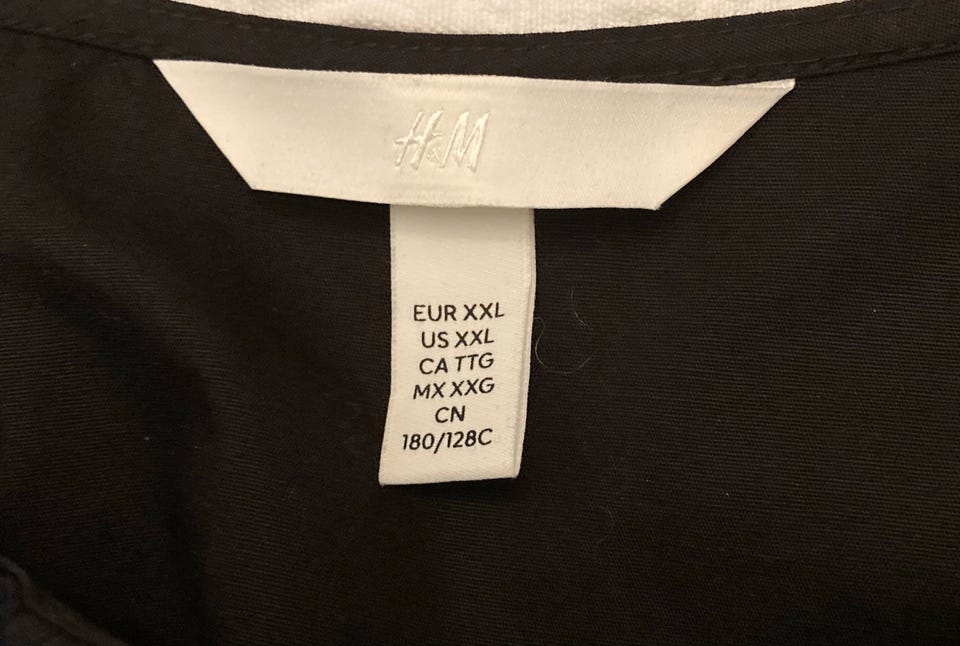 H&M
EUR XXL
US XXL
CA TTG
MX XXG
CN
180/128C